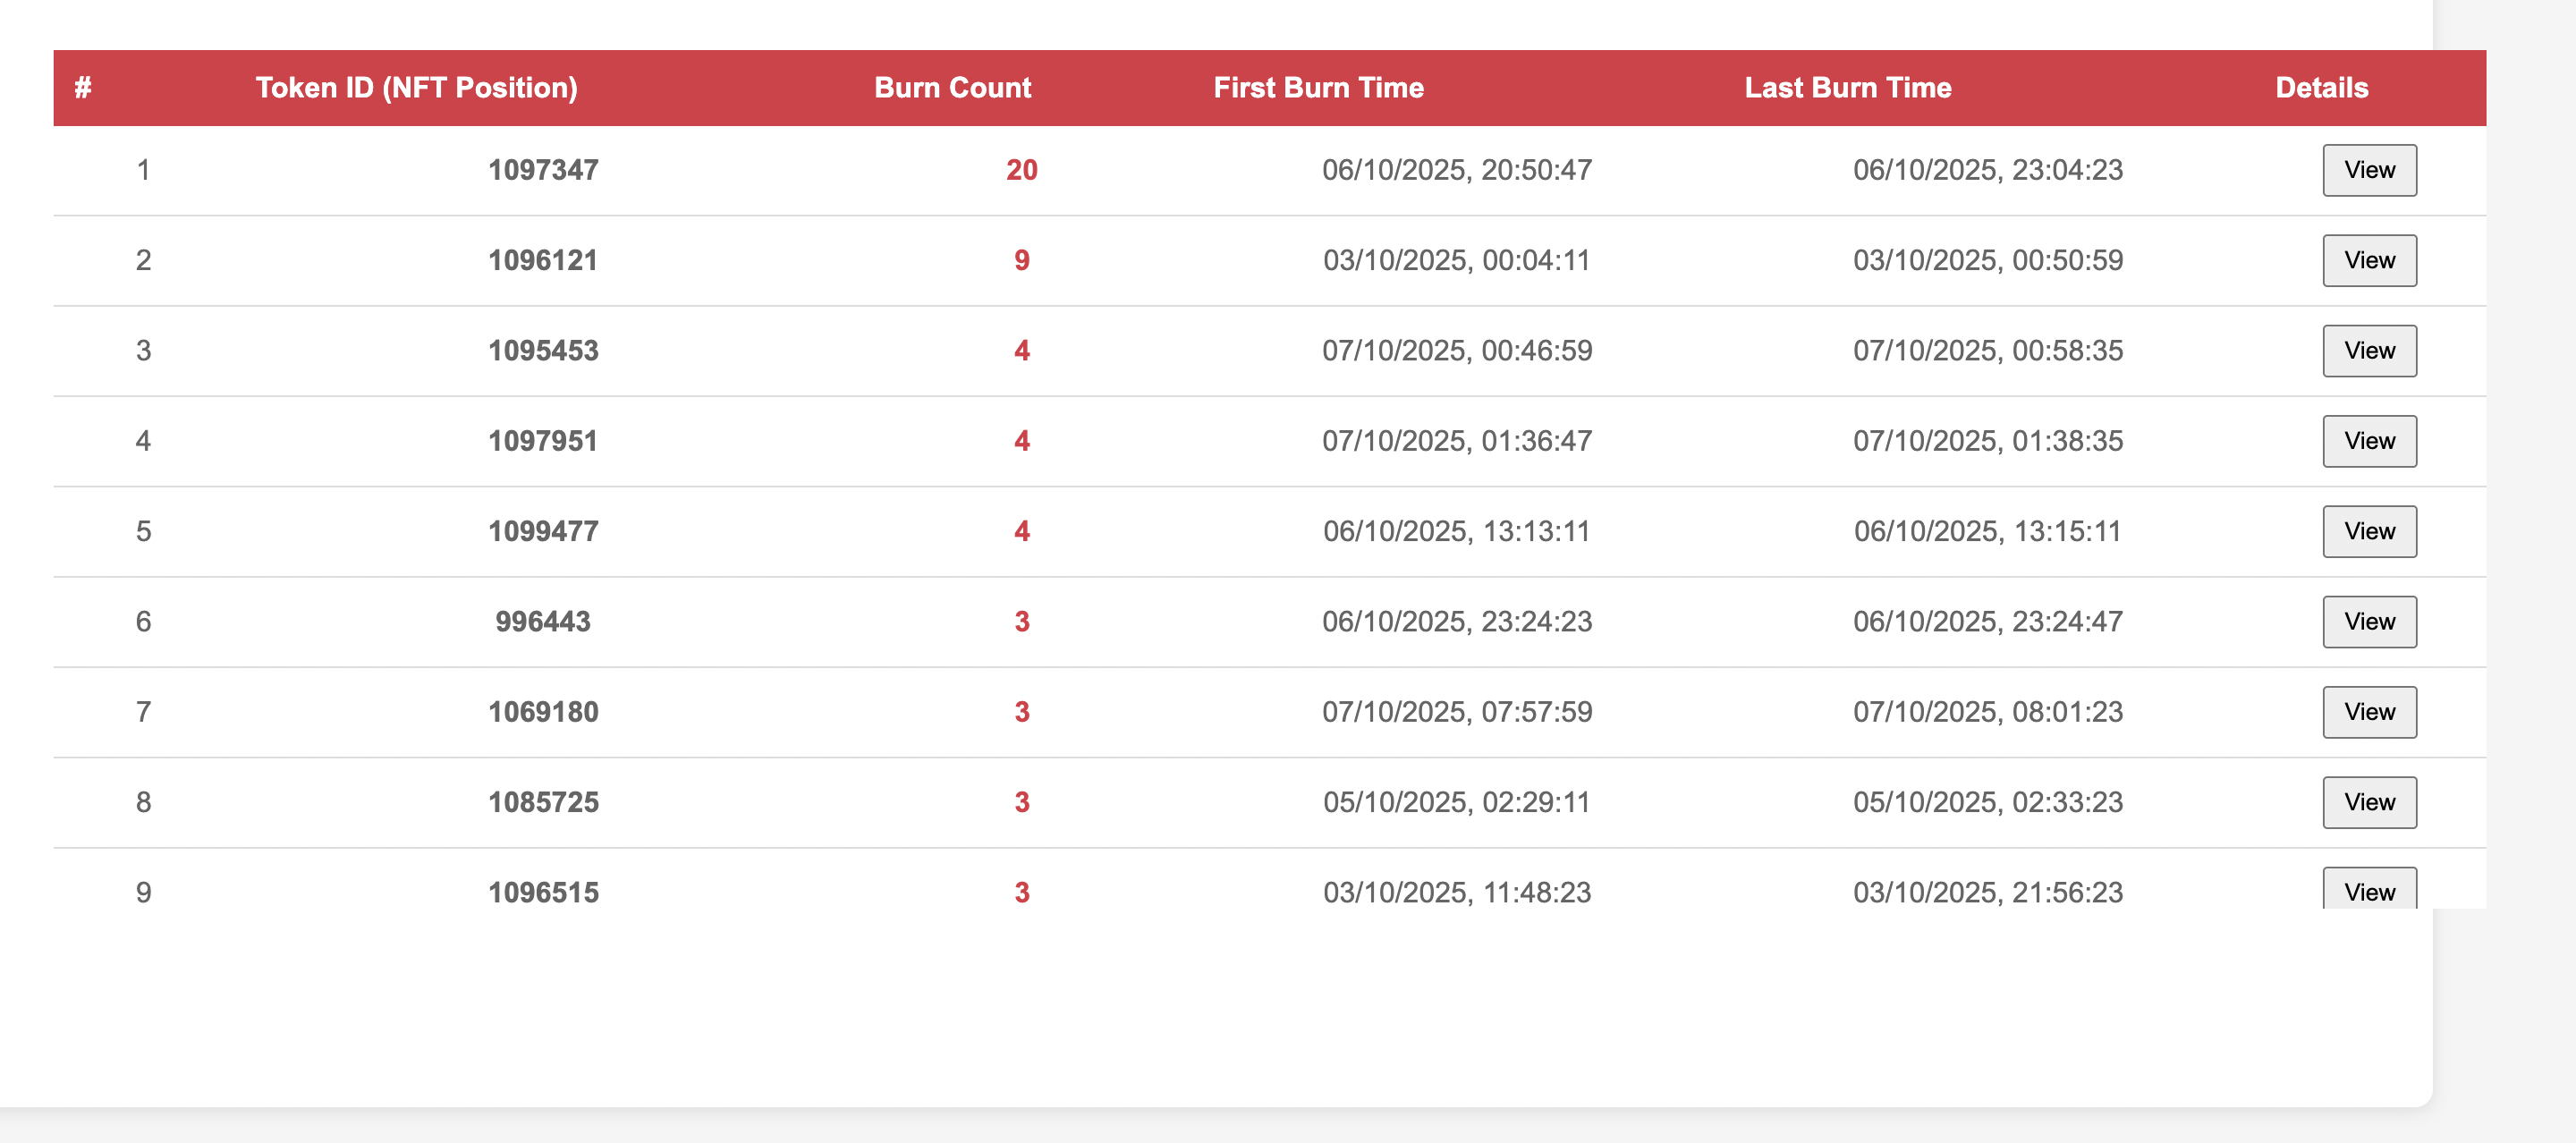 # Token ID (NFT Position) Burn Count First Burn Time Last Burn Time Details
1 1097347 20 06/10/2025, 20:50:47 06/10/2025, 23:04:23 View
2 1096121 9 03/10/2025, 00:04:11 03/10/2025, 00:50:59 View
3 1095453 4 07/10/2025, 00:46:59 07/10/2025, 00:58:35 View
4 1097951 4 07/10/2025, 01:36:47 07/10/2025, 01:38:35 View
5 1099477 4 06/10/2025, 13:13:11 06/10/2025, 13:15:11 View
6 996443 3 06/10/2025, 23:24:23 06/10/2025, 23:24:47 View
7 1069180 3 07/10/2025, 07:57:59 07/10/2025, 08:01:23 View
8 1085725 3 05/10/2025, 02:29:11 05/10/2025, 02:33:23 View
9 1096515 3 03/10/2025, 11:48:23 03/10/2025, 21:56:23 View